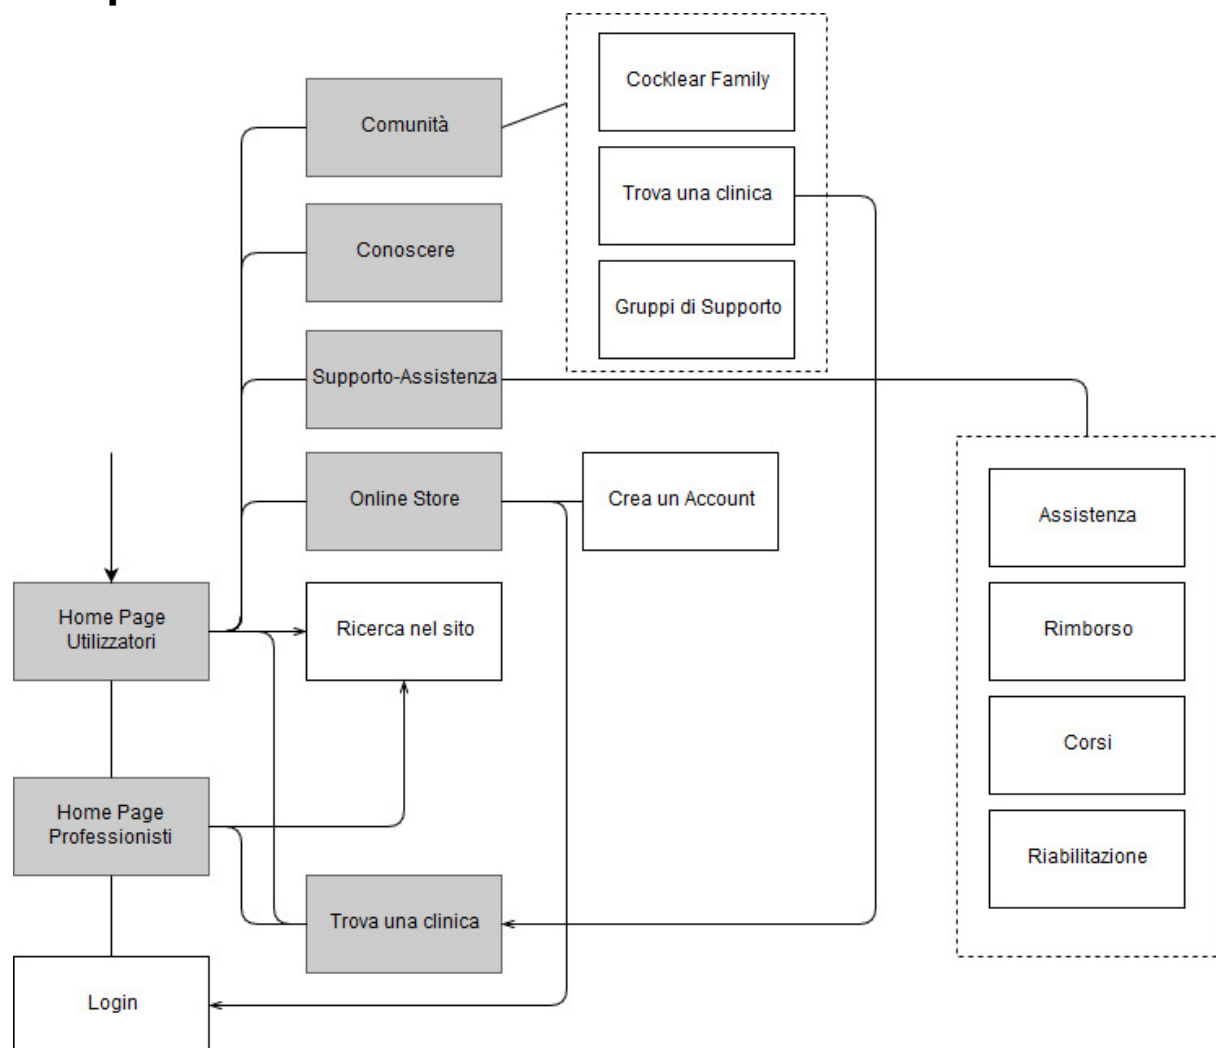 Cocklear Family
Comunità
Trova una clinica
Conoscere
Gruppi di Supporto
Supporto-Assistenza
Online Store
Crea un Account
Assistenza
Home Page
Utilizzatori
Ricerca nel sito
Rimborso
Corsi
Home Page
Professionisti
Riabilitazione
Trova una clinica
Login